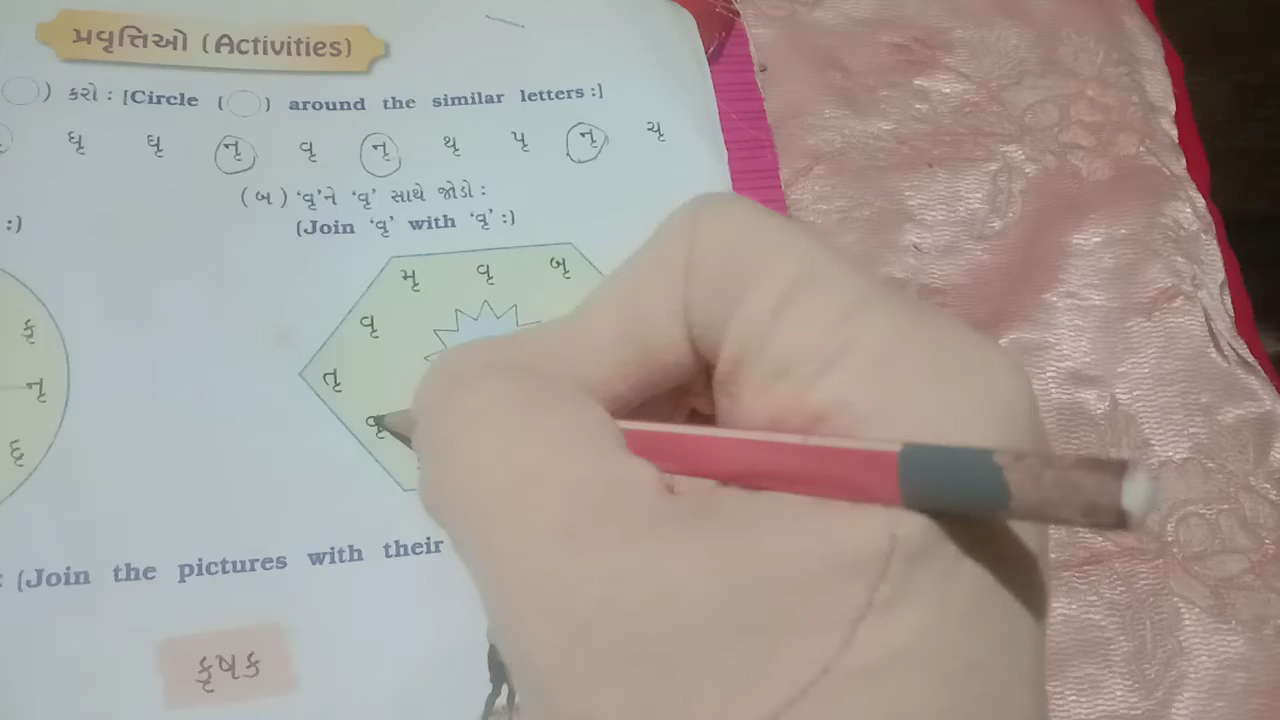 પ્રવૃત્તિઓ (Activities)
) કરો : [Circle ( ) around the similar letters :]
ધૃ ધૃ નૃ વૃ નૃ થૃ પૃ નૃ ચૃ
(બ) 'વૃ'ને 'વૃ' સાથે જોડો :
:) (Join 'વૃ' with 'વૃ' :)
મૃ વૃ બૃ
કૃ વૃ
નૃ તૃ
દૃ વૃ
: (Join the pictures with their
કૃષક